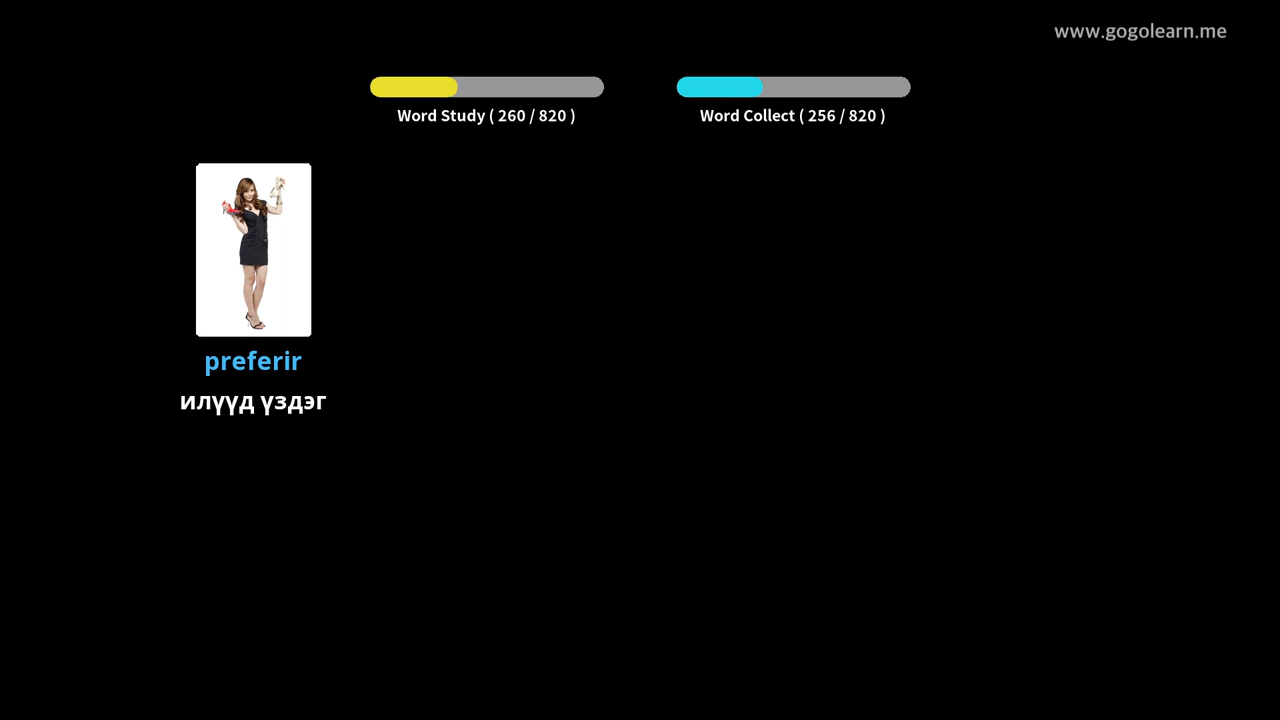 www.gogolearn.me
Word Study ( 260 / 820 )
Word Collect ( 256 / 820 )
preferir
илүүд үздэг